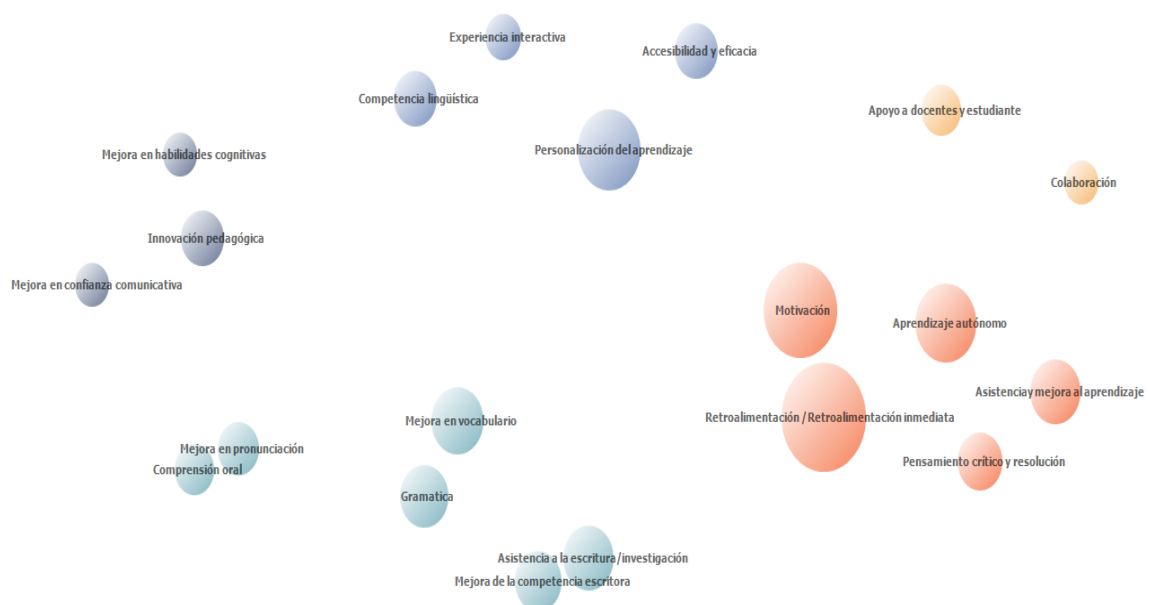 Experiencia interactiva
Accesibilidad y eficacia
Competencia lingüística
Apoyo a docentes y estudiante
Mejora en habilidades cognitivas
Personalización del aprendizaje
Colaboración
Innovación pedagógica
Mejora en confianza comunicativa
Motivación
Aprendizaje autónomo
Asistencia y mejora al aprendizaje
Retroalimentación / Retroalimentación inmediata
Mejora en vocabulario
Mejora en pronunciación
Pensamiento crítico y resolución
Comprensión oral
Gramatica
Asistencia a la escritura/investigación
Mejora de la competencia escritora